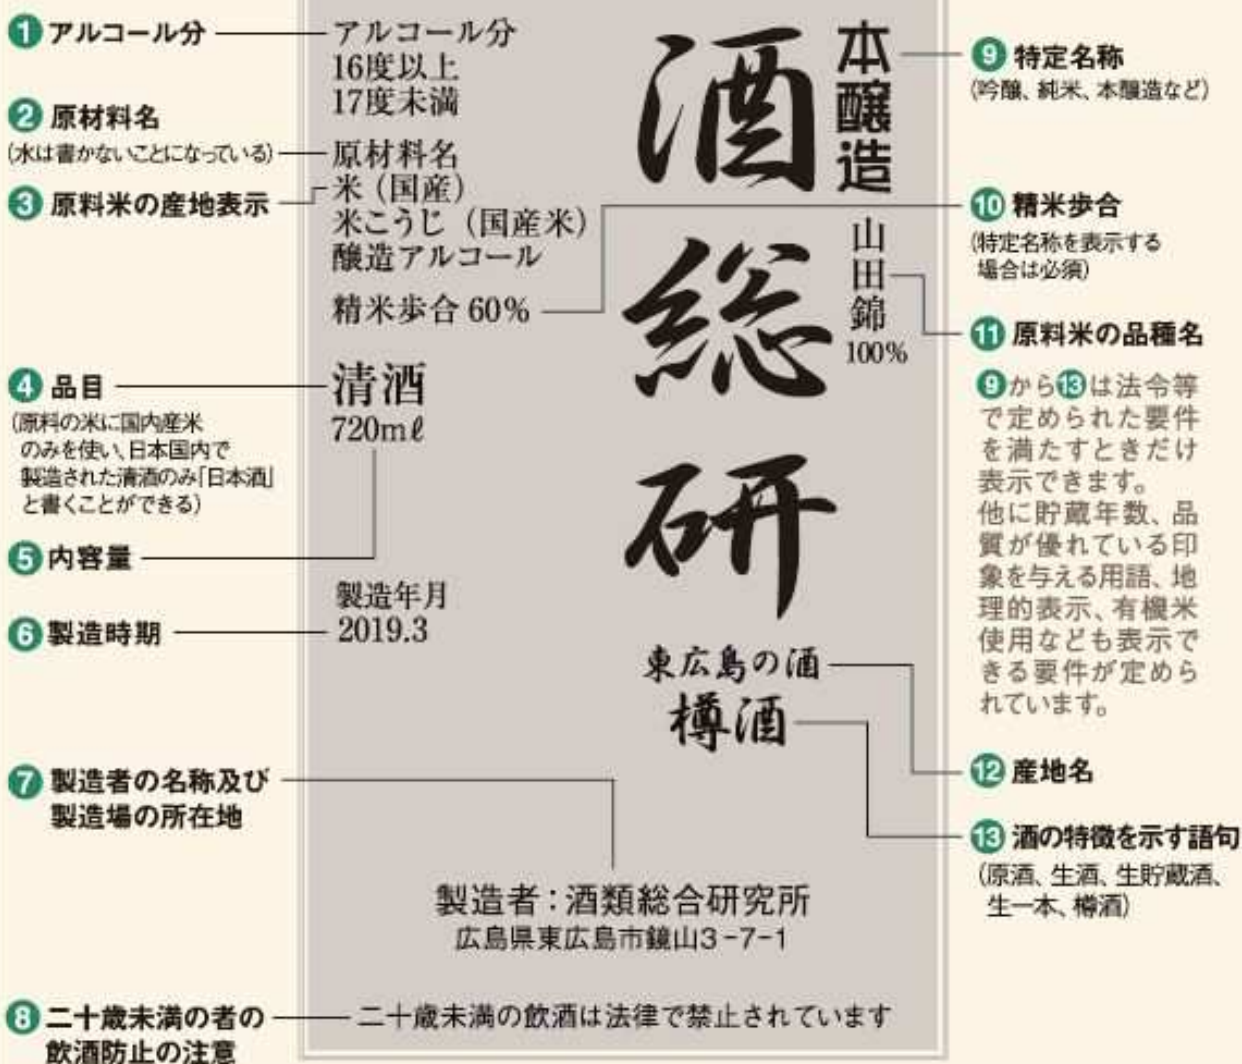 1 アルコール分
2 原材料名
(水は書かないことになっている)
3 原料米の産地表示
4 品目
(原料の米に国内産米
のみを使い、日本国内で
製造された清酒のみ「日本酒」
と書くことができる)
5 内容量
6 製造時期
7 製造者の名称及び
製造場の所在地
8 二十歳未満の者の
飲酒防止の注意
アルコール分
16度以上
17度未満
原材料名
米(国産)
米こうじ(国産米)
醸造アルコール
精米歩合 60%
清酒
720mℓ
製造年月
2019.3
本醸造
酒総研
山田錦
100%
東広島の酒
樽酒
製造者:酒類総合研究所
広島県東広島市鏡山3-7-1
二十歳未満の飲酒は法律で禁止されています
9 特定名称
(吟醸、純米、本醸造など)
10 精米歩合
(特定名称を表示する
場合は必須)
11 原料米の品種名
9から13は法令等
で定められた要件
を満たすときだけ
表示できます。
他に貯蔵年数、品
質が優れている印
象を与える用語、地
理的表示、有機米
使用なども表示で
きる要件が定めら
れています。
12 産地名
13 酒の特徴を示す語句
(原酒、生酒、生貯蔵酒、
生一本、樽酒)